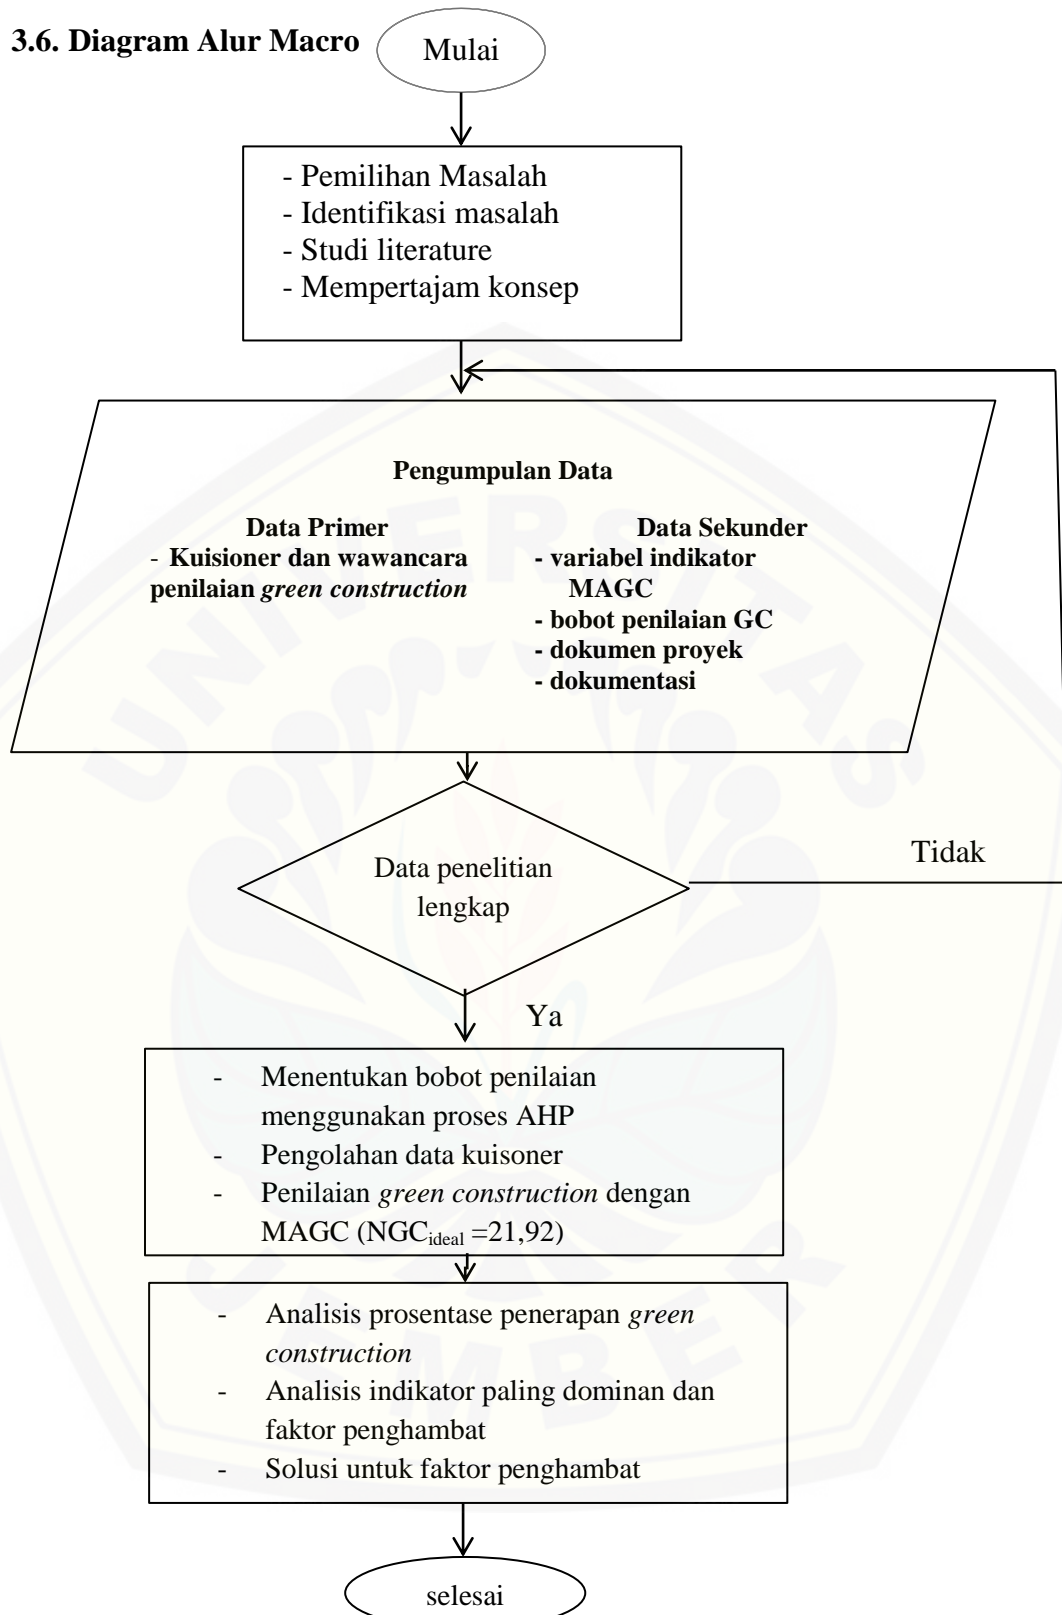 3.6. Diagram Alur Macro
Mulai
- Pemilihan Masalah
- Identifikasi masalah
- Studi literature
- Mempertajam konsep
Pengumpulan Data
Data Primer
- Kuisioner dan wawancara
penilaian green construction
Data Sekunder
- variabel indikator
MAGC
- bobot penilaian GC
- dokumen proyek
- dokumentasi
Data penelitian
lengkap
Tidak
Ya
- Menentukan bobot penilaian
menggunakan proses AHP
- Pengolahan data kuisoner
- Penilaian green construction dengan
MAGC (NGCideal =21,92)
- Analisis prosentase penerapan green
construction
- Analisis indikator paling dominan dan
faktor penghambat
- Solusi untuk faktor penghambat
selesai
UNIVERSITAS
JEMBER